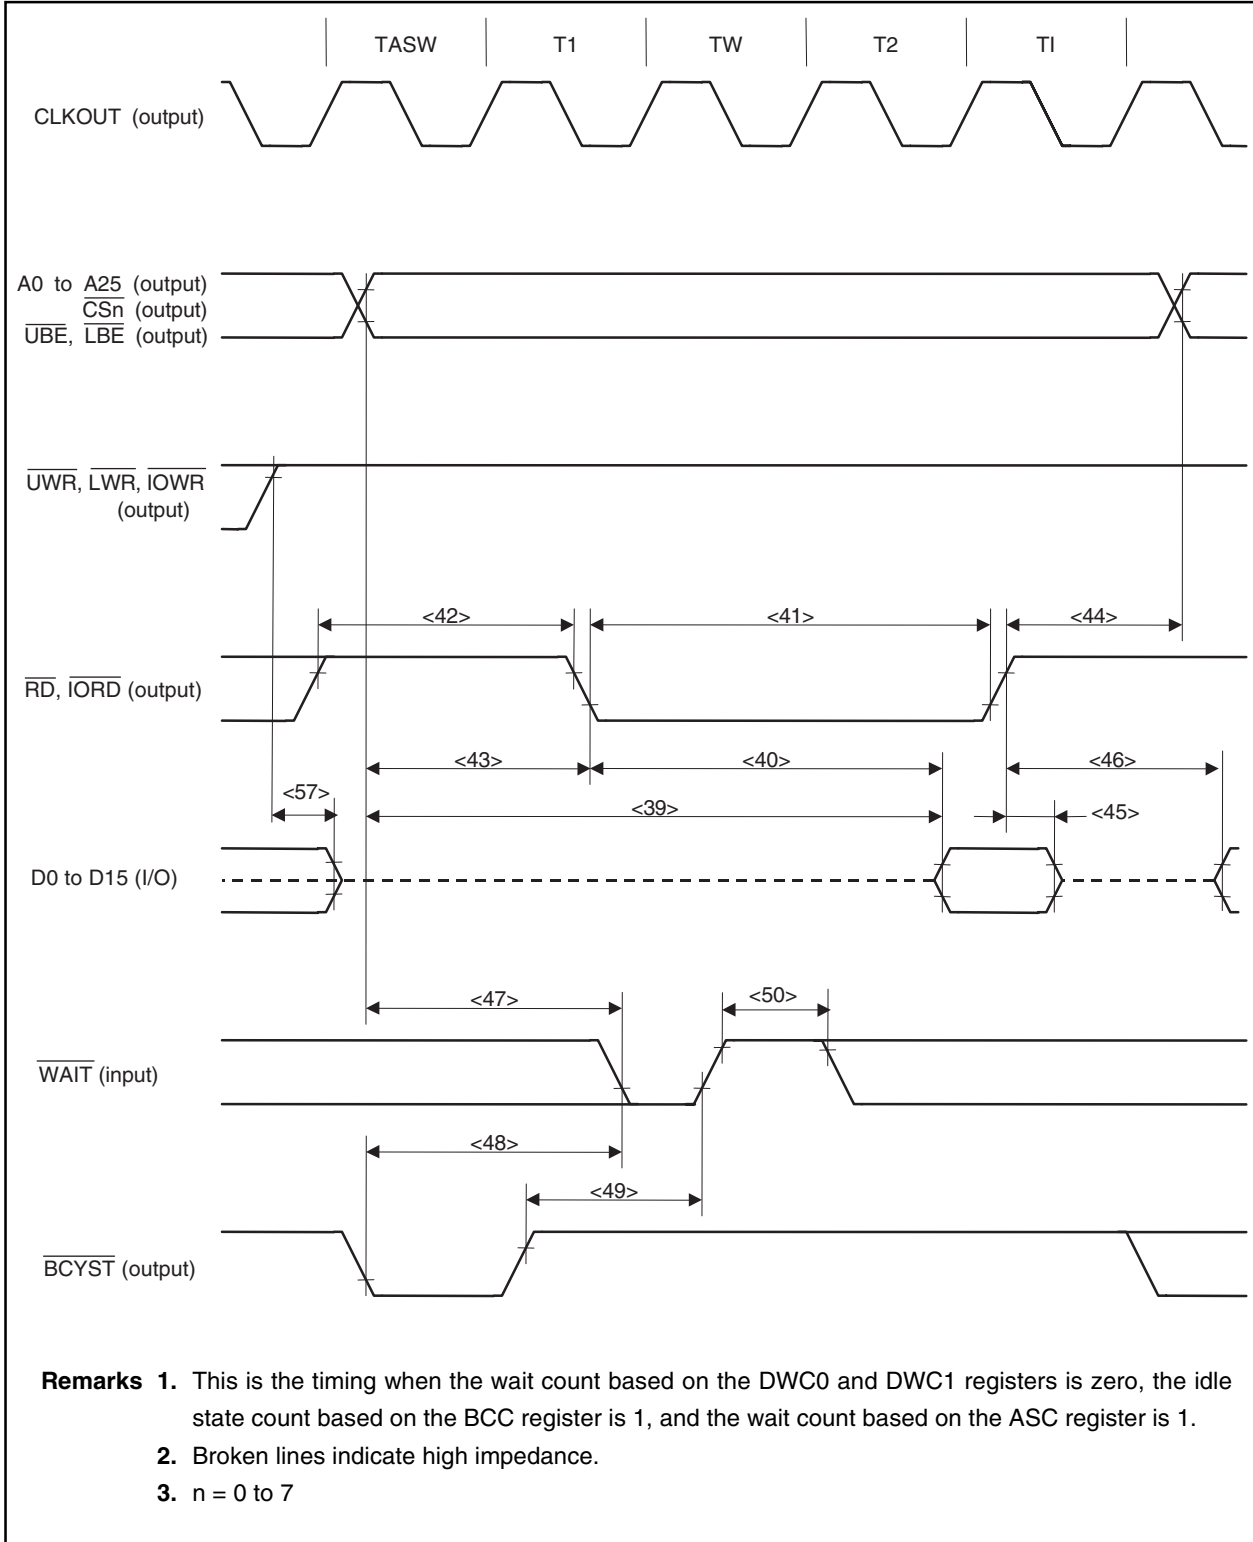 TASW T1 TW T2 TI
CLKOUT (output)
A0 to A25 (output)
CSn (output)
UBE, LBE (output)
UWR, LWR, IOWR
(output)
<42> <41> <44>
RD, IORD (output)
<43> <40> <46>
<57> <39> <45>
D0 to D15 (I/O)
<47> <50>
WAIT (input)
<48>
<49>
BCYST (output)
Remarks 1. This is the timing when the wait count based on the DWC0 and DWC1 registers is zero, the idle
state count based on the BCC register is 1, and the wait count based on the ASC register is 1.
2. Broken lines indicate high impedance.
3. n = 0 to 7